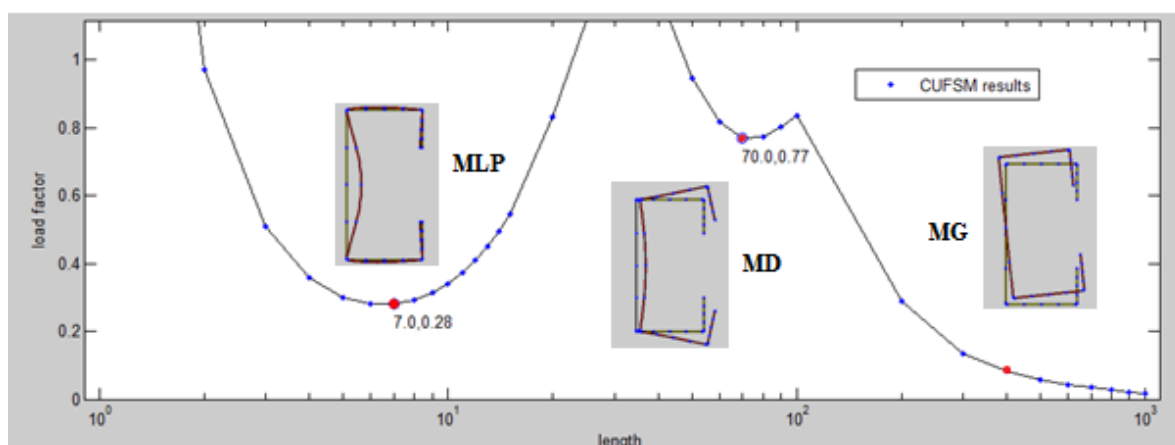 1
0.8
0.6
0.4
0.2
0
load factor
CUFSM results
MLP
70.0,0.77
MG
MD
7.0,0.28
10^0
10^1
10^2
10^3
length